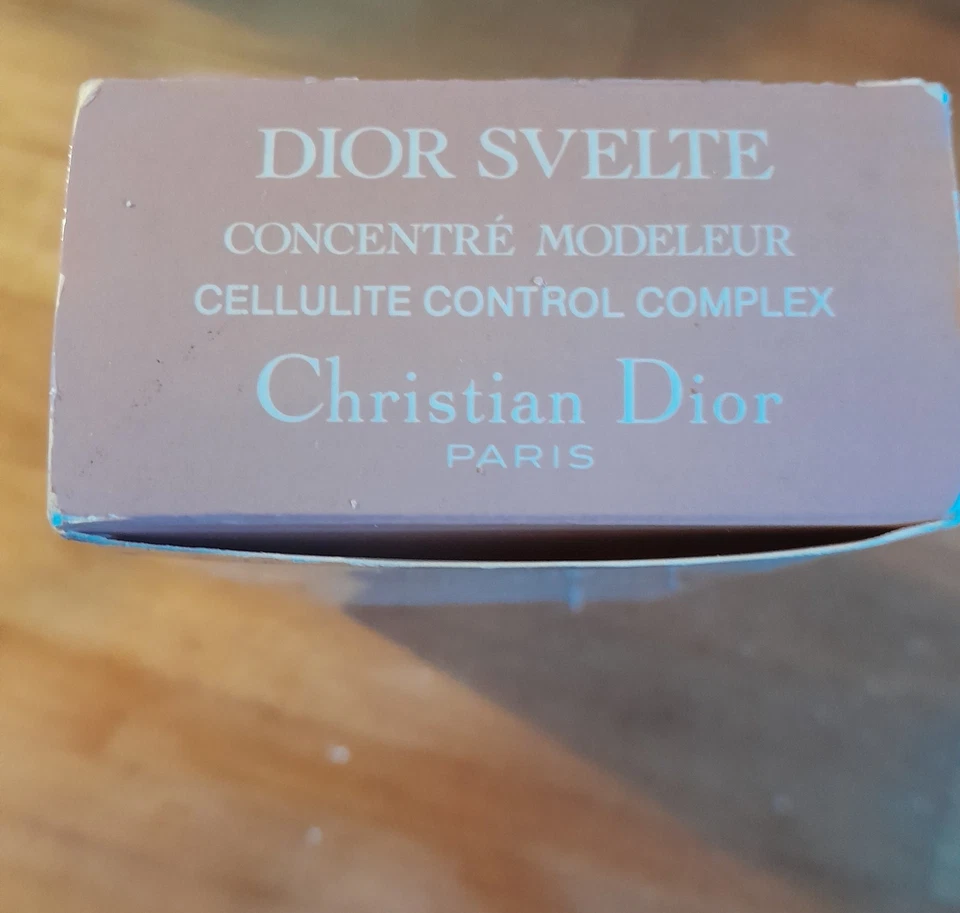 DIOR SVELTE
CONCENTRÉ MODELEUR
CELLULITE CONTROL COMPLEX
Christian Dior
PARIS